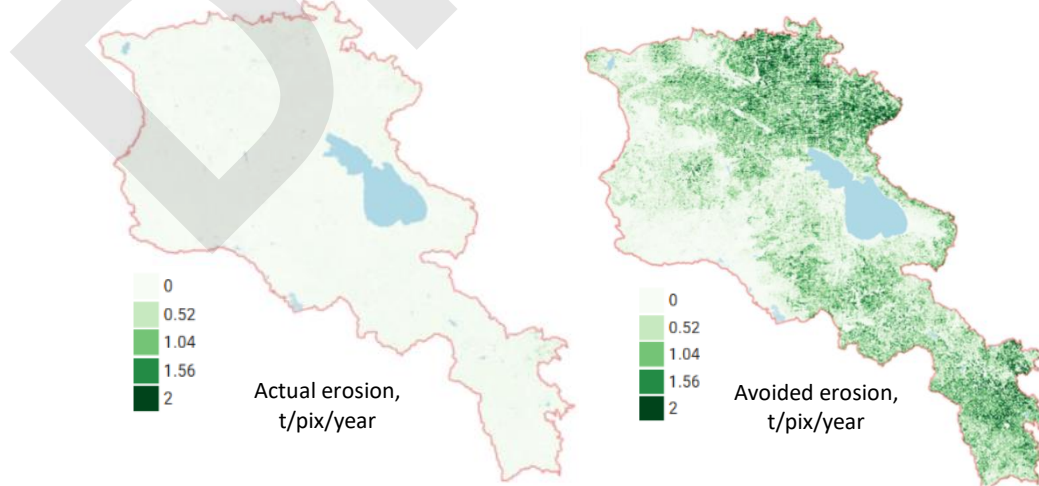 0
0.52
1.04
1.56
2
Actual erosion,
t/pix/year
0
0.52
1.04
1.56
2
Avoided erosion,
t/pix/year